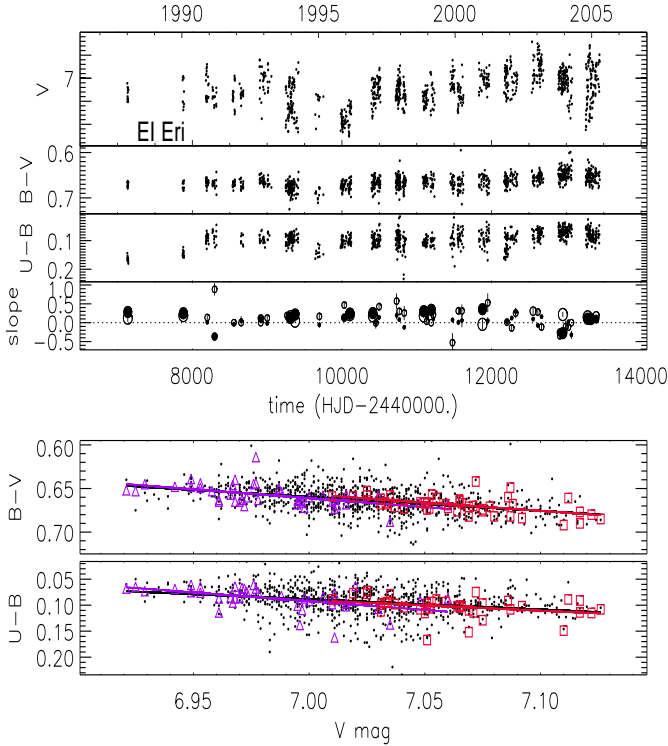 1990 1995 2000 2005
V
7
EI Eri
B−V
0.6
0.7
U−B
0.1
0.2
slope
1.0
0.5
0.0
−0.5
8000 10000 12000 14000
time (HJD−2440000.)
B−V
0.60
0.65
0.70
U−B
0.05
0.10
0.15
0.20
6.95 7.00 7.05 7.10
V mag